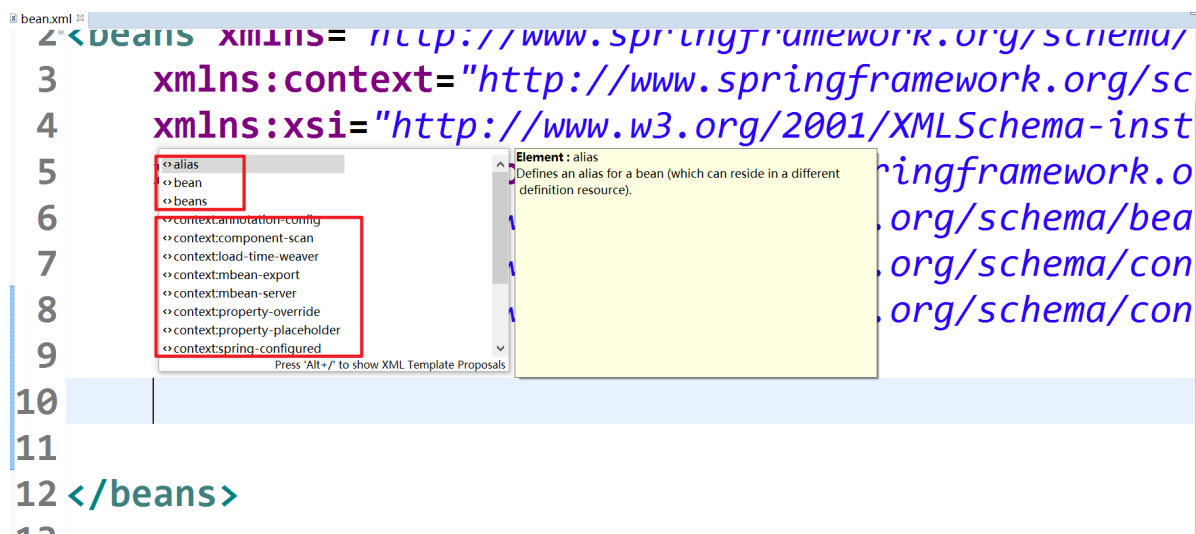 bean.xml
2 <beans xmlns="http://www.springframework.org/schema/
3 xmlns:context="http://www.springframework.org/sc
4 xmlns:xsi="http://www.w3.org/2001/XMLSchema-inst
5 ringframework.o
6 .org/schema/bea
7 .org/schema/con
8 .org/schema/con
9
10
11
12 </beans>
alias
bean
beans
context:annotation-config
context:component-scan
context:load-time-weaver
context:mbean-export
context:mbean-server
context:property-override
context:property-placeholder
context:spring-configured
Press 'Alt+/' to show XML Template Proposals
Element : alias
Defines an alias for a bean (which can reside in a different
definition resource).